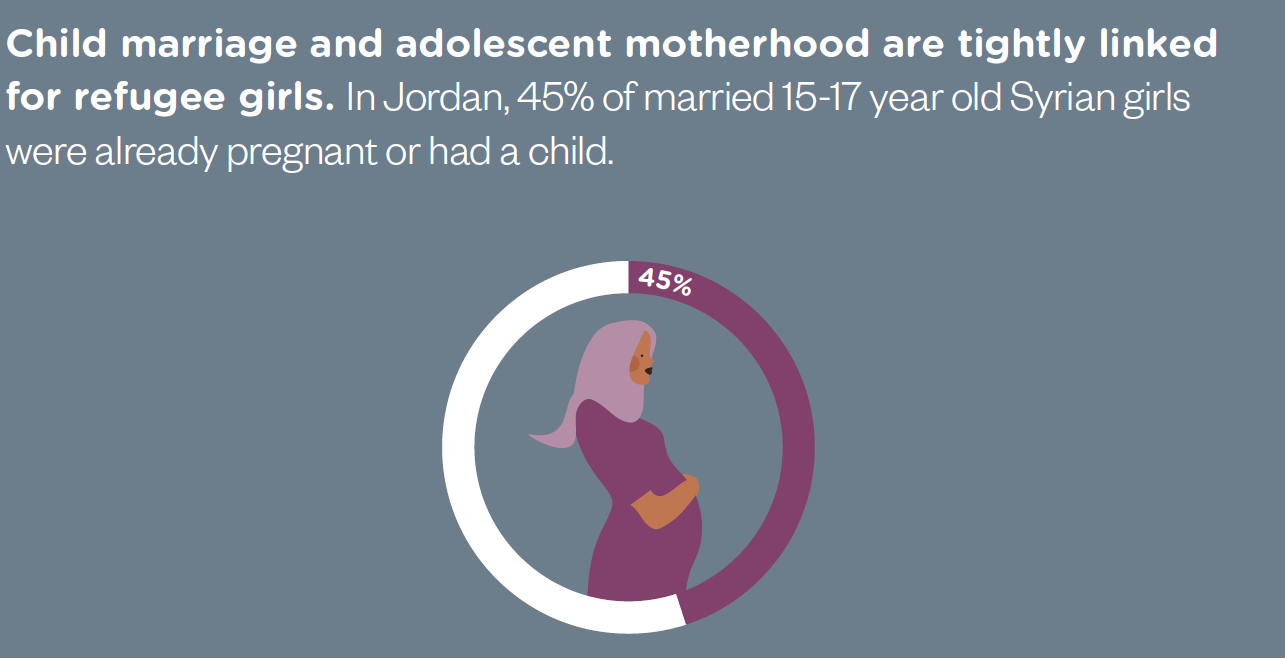 Child marriage and adolescent motherhood are tightly linked
for refugee girls. In Jordan, 45% of married 15-17 year old Syrian girls
were already pregnant or had a child.
45%